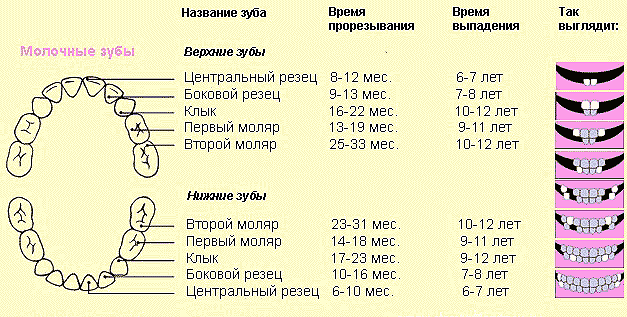 Название зуба Время прорезывания Время выпадения Так выглядит:
Молочные зубы
Верхние зубы
Центральный резец 8-12 мес. 6-7 лет
Боковой резец 9-13 мес. 7-8 лет
Клык 16-22 мес. 10-12 лет
Первый моляр 13-19 мес. 9-11 лет
Второй моляр 25-33 мес. 10-12 лет
Нижние зубы
Второй моляр 23-31 мес. 10-12 лет
Первый моляр 14-18 мес. 9-11 лет
Клык 17-23 мес. 9-12 лет
Боковой резец 10-16 мес. 7-8 лет
Центральный резец 6-10 мес. 6-7 лет